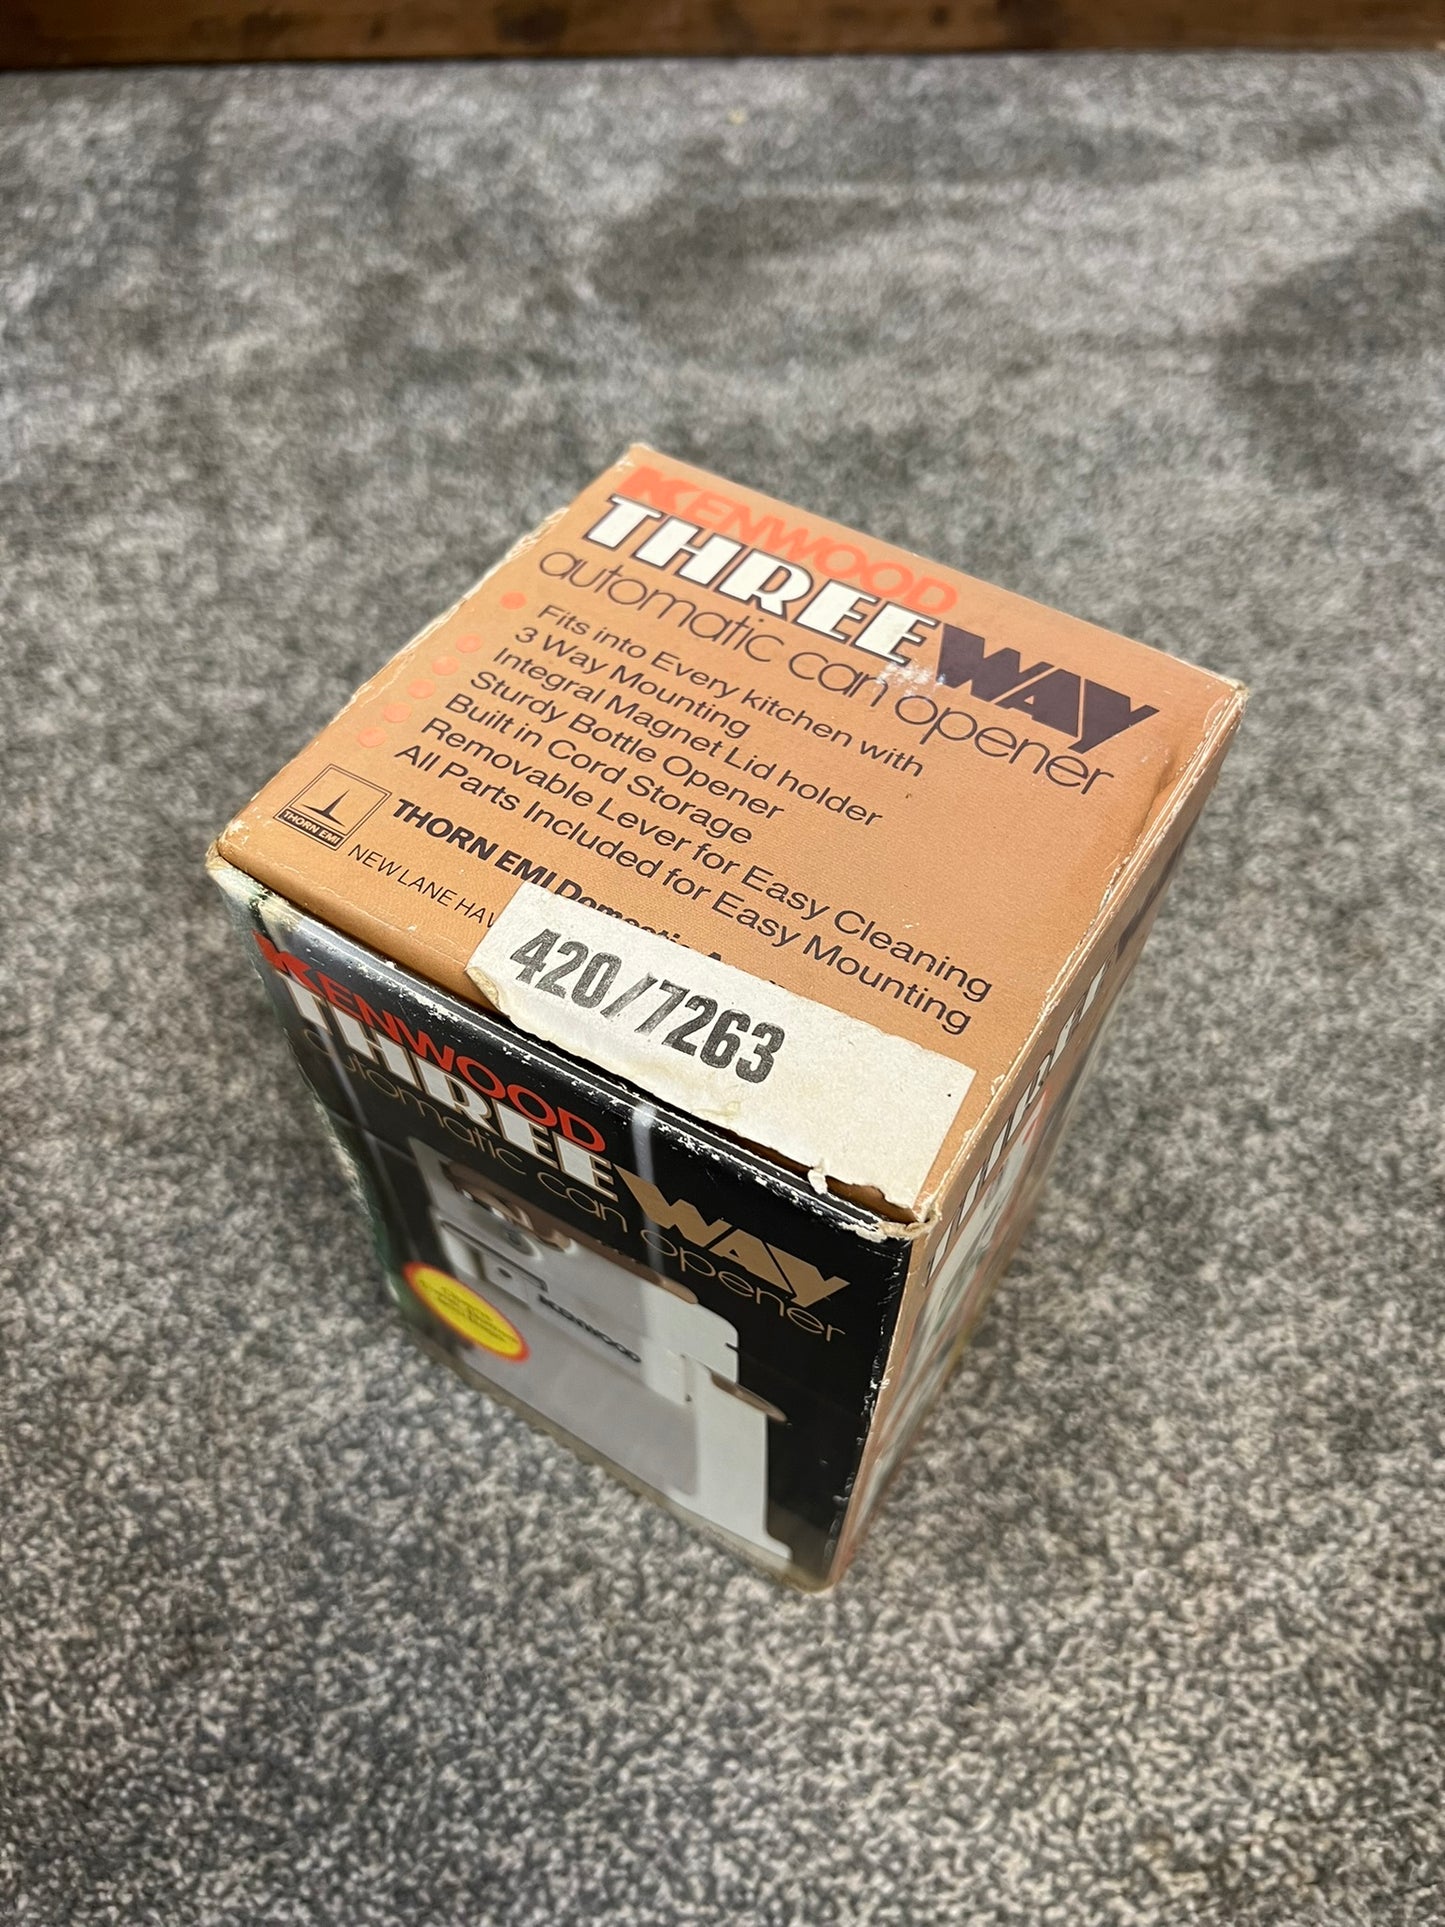 KENWOOD
THREE WAY
automatic can opener
Fits into Every kitchen with
3 Way Mounting
Integral Magnet Lid holder
Sturdy Bottle Opener
Built in Cord Storage
Removable Lever for Easy Cleaning
All Parts Included for Easy Mounting
THORN EMI
THORN EMI
NEW LANE
420/7263
KENWOOD
THREE WAY
automatic can opener
KENWOOD